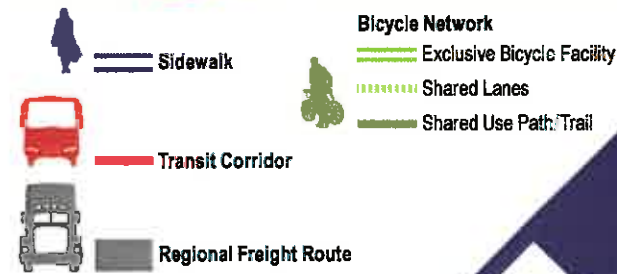 Sidewalk
Transit Corridor
Regional Freight Route
Bicycle Network
Exclusive Bicycle Facility
Shared Lanes
Shared Use Path/Trail